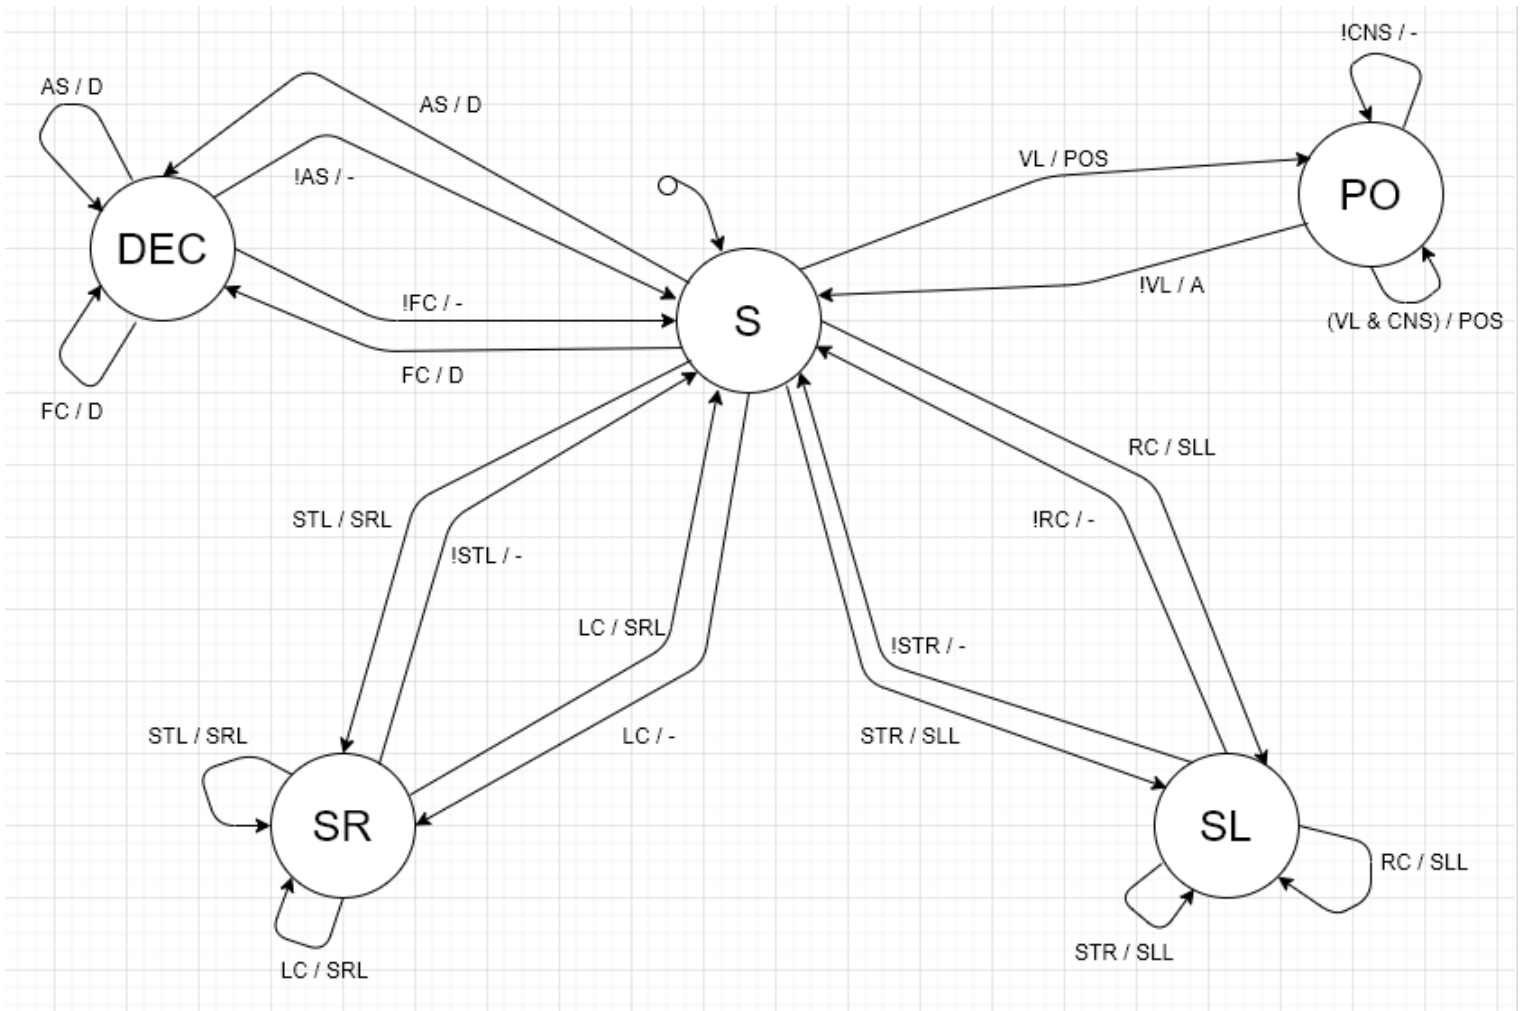 !CNS / -
AS / D
AS / D
VL / POS
!AS / -
PO
DEC
!VL / A
!FC / -
S
(VL & CNS) / POS
FC / D
FC / D
RC / SLL
STL / SRL
!RC / -
!STL / -
LC / SRL
!STR / -
STL / SRL
LC / -
STR / SLL
SR
SL
RC / SLL
STR / SLL
LC / SRL